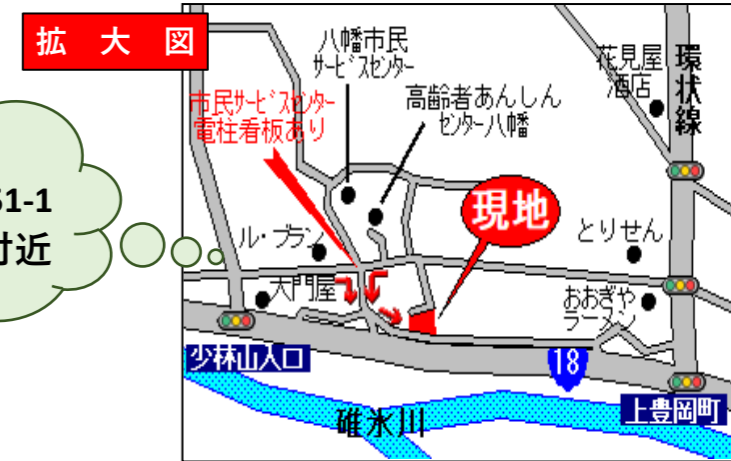 拡大図
八幡市民
サービスセンター
花見屋
酒店
環状線
市民サービスセンター
電柱看板あり
高齢者あんしん
センター八幡
51-1
付近
現地
ル・ブラン
とりせん
大門屋
おおぎや
ラーメン
少林山入口
18
上豊岡町
碓氷川